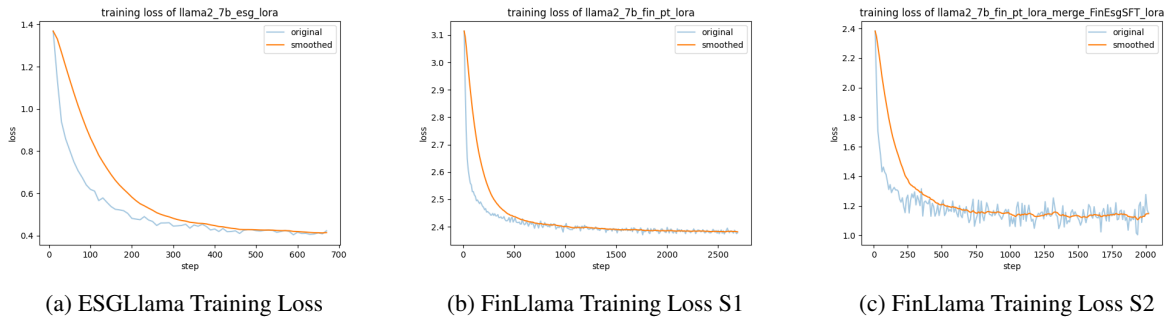 training loss of llama2_7b_esg_lora
original
smoothed
1.4
1.2
1.0
0.8
0.6
0.4
loss
0 100 200 300 400 500 600 700
step
(a) ESGLlama Training Loss
training loss of llama2_7b_fin_pt_lora
original
smoothed
3.1
3.0
2.9
2.8
2.7
2.6
2.5
2.4
loss
0 500 1000 1500 2000 2500
step
(b) FinLlama Training Loss S1
training loss of llama2_7b_fin_pt_lora_merge_FinEsgSFT_lora
original
smoothed
2.4
2.2
2.0
1.8
1.6
1.4
1.2
1.0
loss
0 250 500 750 1000 1250 1500 1750 2000
step
(c) FinLlama Training Loss S2